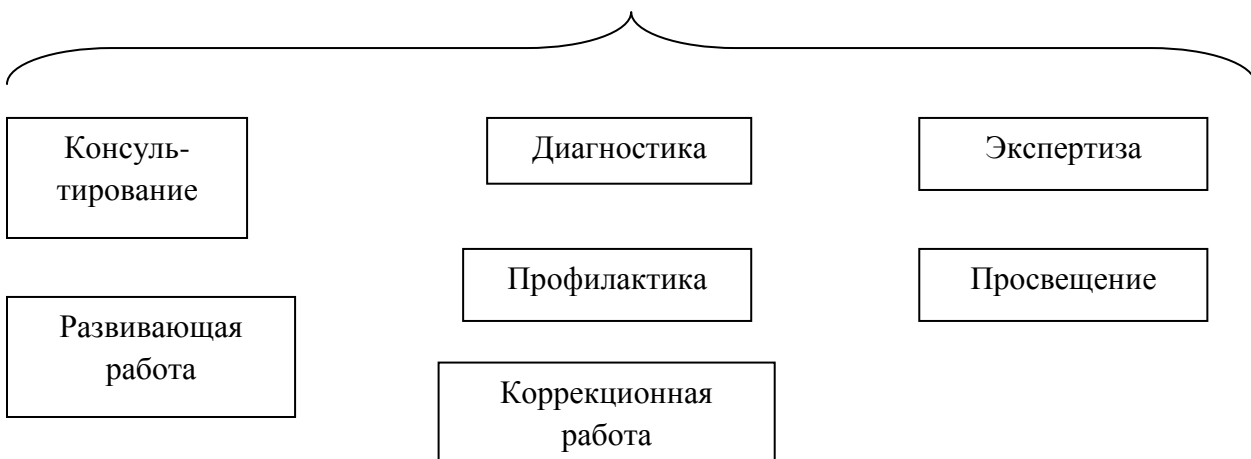 Консуль-
тирование
Диагностика
Экспертиза
Профилактика
Просвещение
Развивающая
работа
Коррекционная
работа